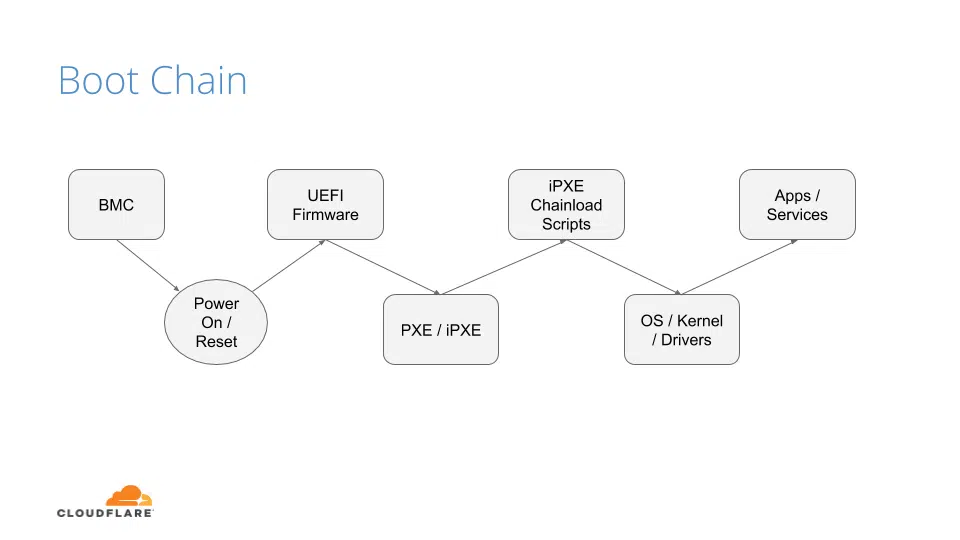 Boot Chain
BMC
Power
On /
Reset
UEFI
Firmware
PXE / iPXE
iPXE
Chainload
Scripts
OS / Kernel
/ Drivers
Apps /
Services
CLOUDFLARE